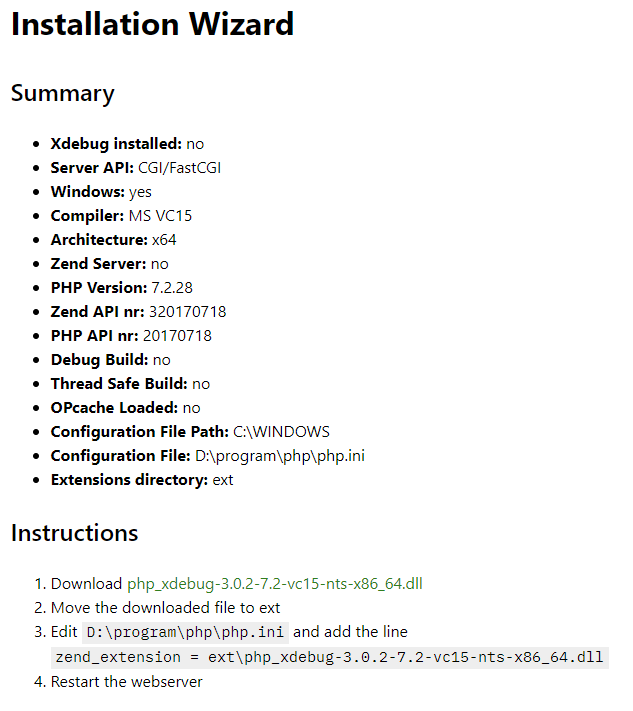 Installation Wizard
Summary
Xdebug installed: no
Server API: CGI/FastCGI
Windows: yes
Compiler: MS VC15
Architecture: x64
Zend Server: no
PHP Version: 7.2.28
Zend API nr: 320170718
PHP API nr: 20170718
Debug Build: no
Thread Safe Build: no
OPcache Loaded: no
Configuration File Path: C:\WINDOWS
Configuration File: D:\program\php\php.ini
Extensions directory: ext
Instructions
1. Download php_xdebug-3.0.2-7.2-vc15-nts-x86_64.dll
2. Move the downloaded file to ext
3. Edit D:\program\php\php.ini and add the line
zend_extension = ext\php_xdebug-3.0.2-7.2-vc15-nts-x86_64.dll
4. Restart the webserver